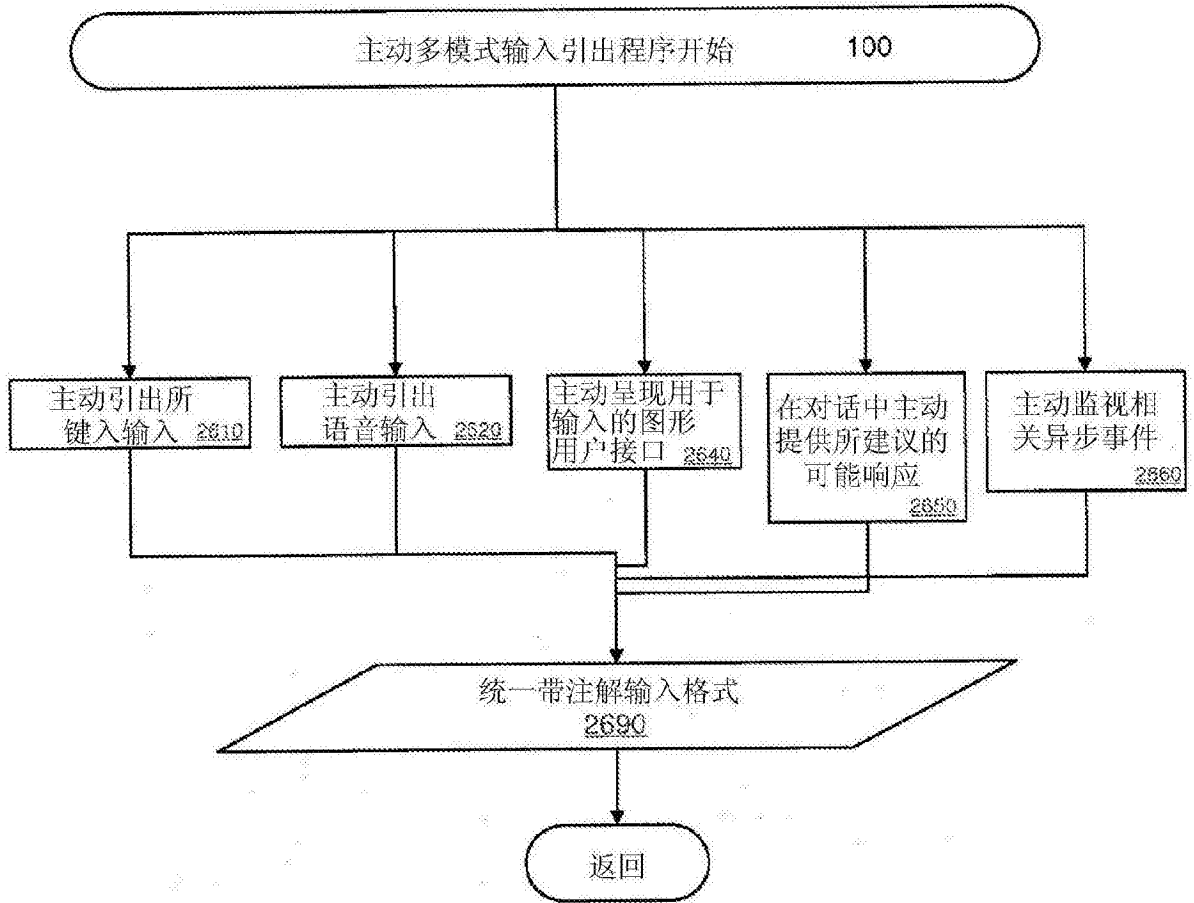 主动多模式输入引出程序开始 100
主动引出所
键入输入 2610
主动引出
语音输入 2620
主动呈现用于
输入的图形
用户接口 2640
在对话中主动
提供所建议的
可能响应
2650
主动监视相
关异步事件
2660
统一带注解输入格式
2690
返回